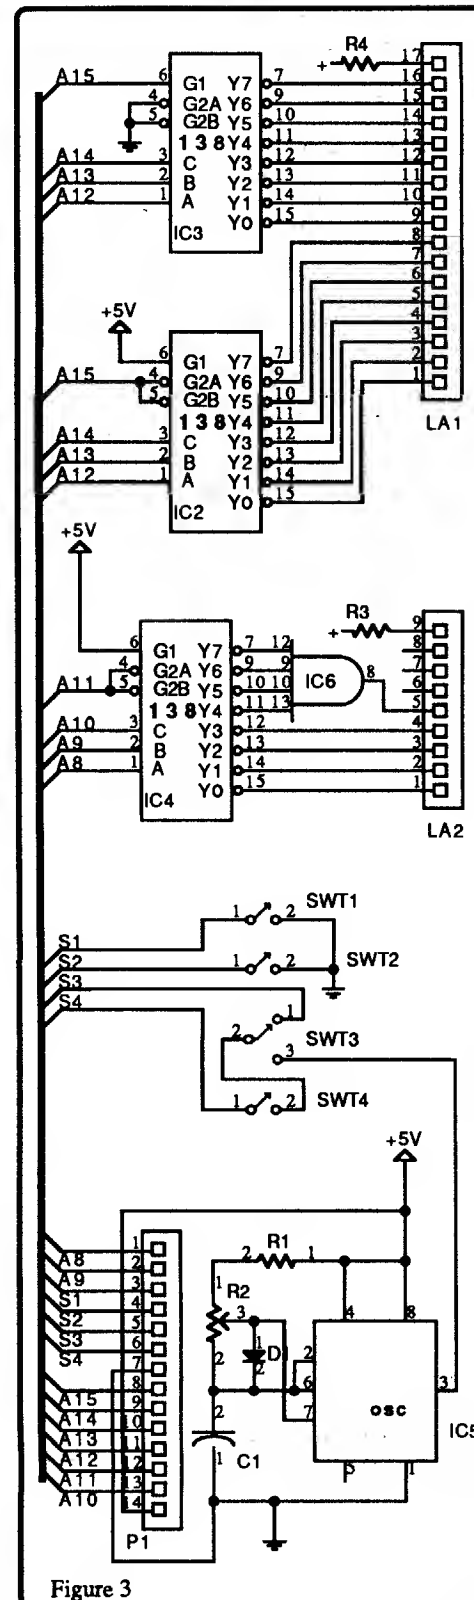 R4
+
17
A15 6 G1 Y7 7 16
4 G2A Y6 9 15
5 G2B Y5 10 14
138 Y4 11 13
A14 3 C Y3 12 12
A13 2 B Y2 13 11
A12 1 A Y1 14 10
Y0 15 9
IC3
8
7
6
5
4
3
2
1
LA1
+5V
6 G1 Y7 7
A15 4 G2A Y6 9
5 G2B Y5 10
138 Y4 11
A14 3 C Y3 12
A13 2 B Y2 13
A12 1 A Y1 14
Y0 15
IC2
+5V
R3
+
9
6 G1 Y7 7 12 8
4 G2A Y6 9 9 IC6 8 7
A11 5 G2B Y5 10 10 6
138 Y4 11 13 5
A10 3 C Y3 12 4
A9 2 B Y2 13 3
A8 1 A Y1 14 2
Y0 15 1
IC4
LA2
S1 1 2 SWT1
S2 1 2 SWT2
S3
S4
1
2 SWT3
3
1 2 SWT4
+5V
R1
2 1
1
R2
3
2
D
1
2
4 8
2
6 osc 3
7
IC5
5 1
2
C1
1
1
A8 2
A9 3
S1 4
S2 5
S3 6
S4 7
8
A15 9
A14 10
A13 11
A12 12
A11 13
A10 14
P1
Figure 3